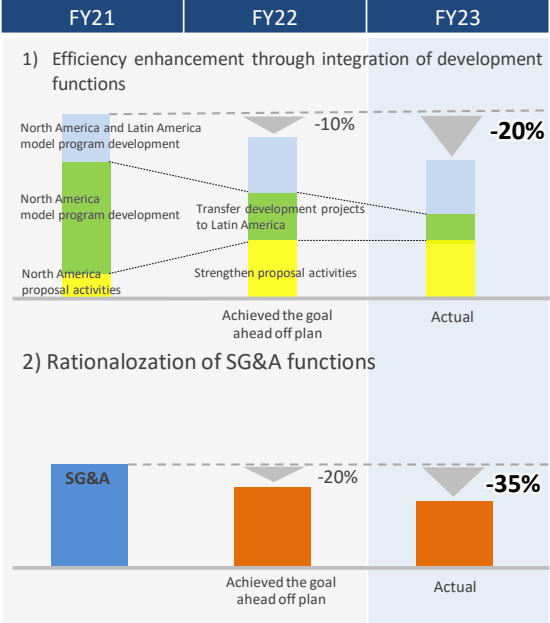 FY21
FY22
FY23
1) Efficiency enhancement through integration of development
functions
North America and Latin America
model program development
-10%
-20%
North America
model program development
Transfer development projects
to Latin America
North America
proposal activities
Strengthen proposal activities
Achieved the goal
ahead off plan
Actual
2) Rationalozation of SG&A functions
SG&A
-20%
-35%
Achieved the goal
ahead off plan
Actual